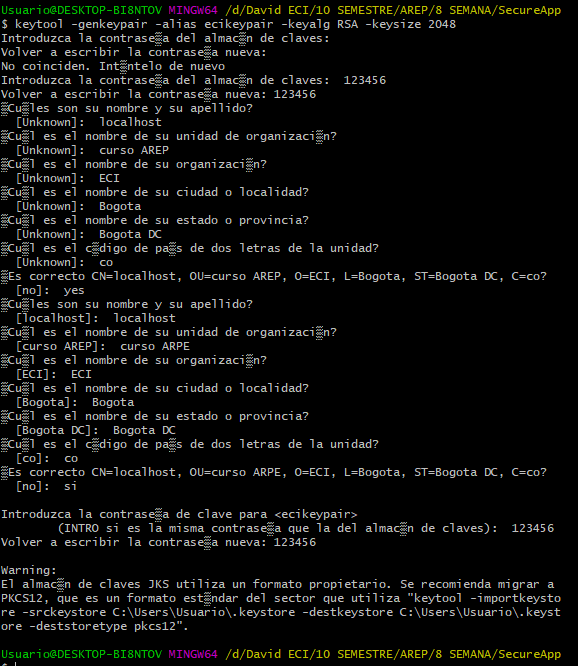 Usuario@DESKTOP-BI8NTOV MINGW64 /d/David ECI/10 SEMESTRE/AREP/8 SEMANA/SecureApp
$ keytool -genkeypair -alias ecikeypair -keyalg RSA -keysize 2048
Introduzca la contrase▒a del almac▒n de claves:
Volver a escribir la contrase▒a nueva:
No coinciden. Int▒ntelo de nuevo
Introduzca la contrase▒a del almac▒n de claves:  123456
Volver a escribir la contrase▒a nueva: 123456
▒Cu▒les son su nombre y su apellido?
  [Unknown]:  localhost
▒Cu▒l es el nombre de su unidad de organizaci▒n?
  [Unknown]:  curso AREP
▒Cu▒l es el nombre de su organizaci▒n?
  [Unknown]:  ECI
▒Cu▒l es el nombre de su ciudad o localidad?
  [Unknown]:  Bogota
▒Cu▒l es el nombre de su estado o provincia?
  [Unknown]:  Bogota DC
▒Cu▒l es el c▒digo de pa▒s de dos letras de la unidad?
  [Unknown]:  co
▒Es correcto CN=localhost, OU=curso AREP, O=ECI, L=Bogota, ST=Bogota DC, C=co?
  [no]:  yes
▒Cu▒les son su nombre y su apellido?
  [localhost]:  localhost
▒Cu▒l es el nombre de su unidad de organizaci▒n?
  [curso AREP]:  curso ARPE
▒Cu▒l es el nombre de su organizaci▒n?
  [ECI]:  ECI
▒Cu▒l es el nombre de su ciudad o localidad?
  [Bogota]:  Bogota
▒Cu▒l es el nombre de su estado o provincia?
  [Bogota DC]:  Bogota DC
▒Cu▒l es el c▒digo de pa▒s de dos letras de la unidad?
  [co]:  co
▒Es correcto CN=localhost, OU=curso ARPE, O=ECI, L=Bogota, ST=Bogota DC, C=co?
  [no]:  si
Introduzca la contrase▒a de clave para <ecikeypair>
        (INTRO si es la misma contrase▒a que la del almac▒n de claves):  123456
Volver a escribir la contrase▒a nueva: 123456
Warning:
El almac▒n de claves JKS utiliza un formato propietario. Se recomienda migrar a
PKCS12, que es un formato est▒ndar del sector que utiliza "keytool -importkeysto
re -srckeystore C:\Users\Usuario\.keystore -destkeystore C:\Users\Usuario\.keyst
ore -deststoretype pkcs12".
Usuario@DESKTOP-BI8NTOV MINGW64 /d/David ECI/10 SEMESTRE/AREP/8 SEMANA/SecureApp
$